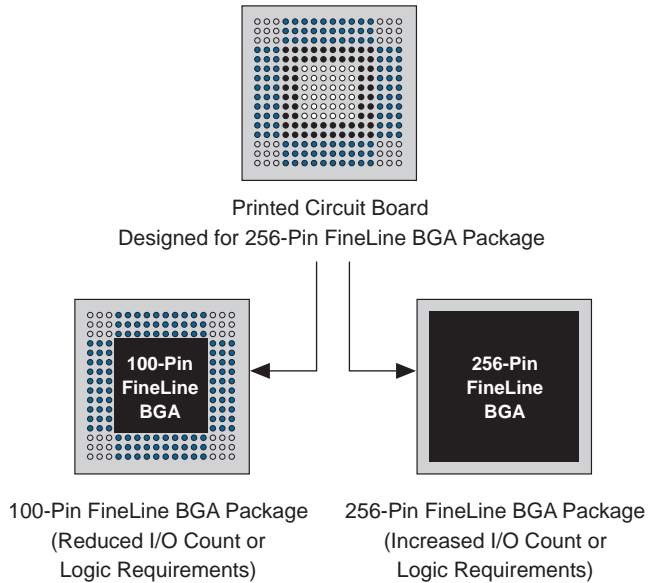 Printed Circuit Board
Designed for 256-Pin FineLine BGA Package
100-Pin
FineLine
BGA
256-Pin
FineLine
BGA
100-Pin FineLine BGA Package
(Reduced I/O Count or
Logic Requirements)
256-Pin FineLine BGA Package
(Increased I/O Count or
Logic Requirements)